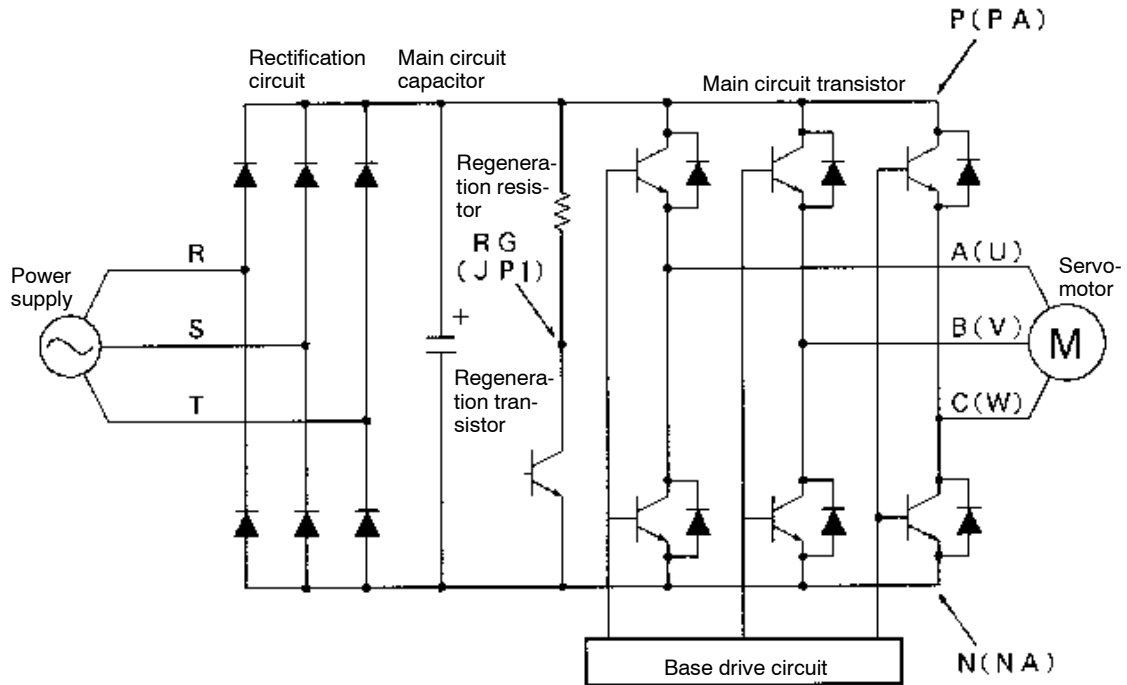 P(PA)
Rectification
circuit
Main circuit
capacitor
Main circuit transistor
Regenera-
tion resis-
tor
RG
(JP1)
R
A(U)
Servo-
motor
Power
supply
S
+
B(V)
M
Regenera-
tion tran-
sistor
T
C(W)
Base drive circuit
N(NA)